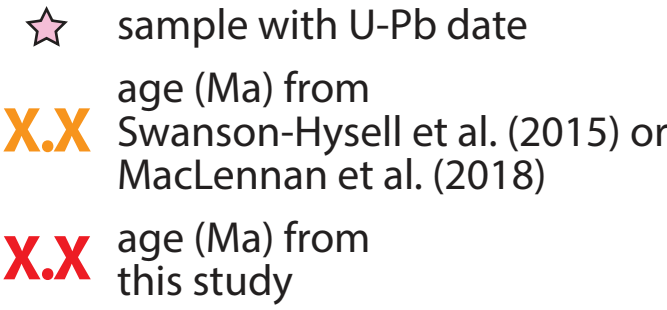 sample with U-Pb date
age (Ma) from
X.X Swanson-Hysell et al. (2015) or
MacLennan et al. (2018)
X.X age (Ma) from
this study